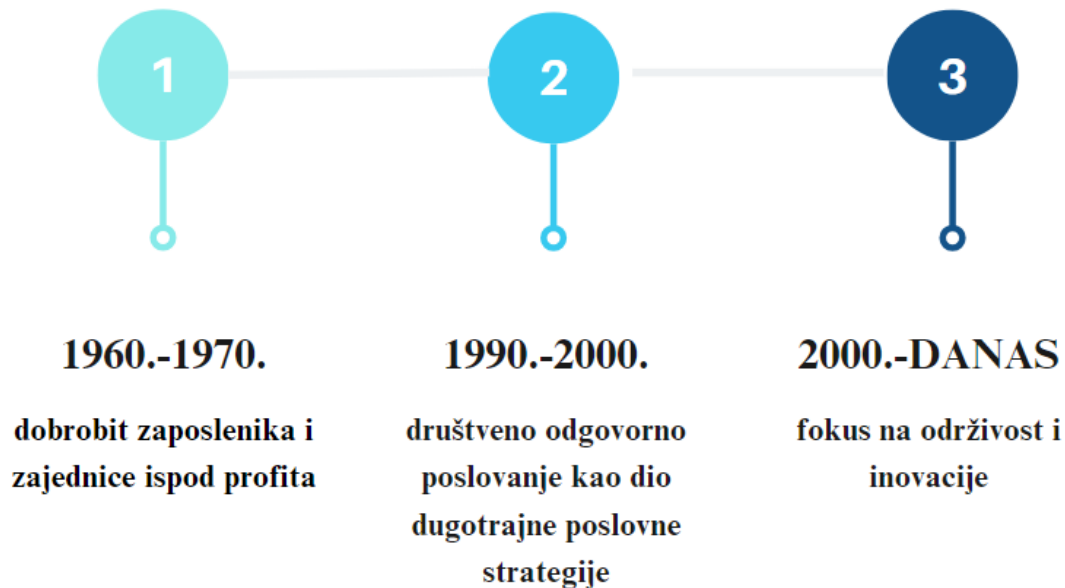 1
2
3
1960.-1970.
dobrobit zaposlenika i
zajednice ispod profita
1990.-2000.
društveno odgovorno
poslovanje kao dio
dugotrajne poslovne
strategije
2000.-DANAS
fokus na održivost i
inovacije